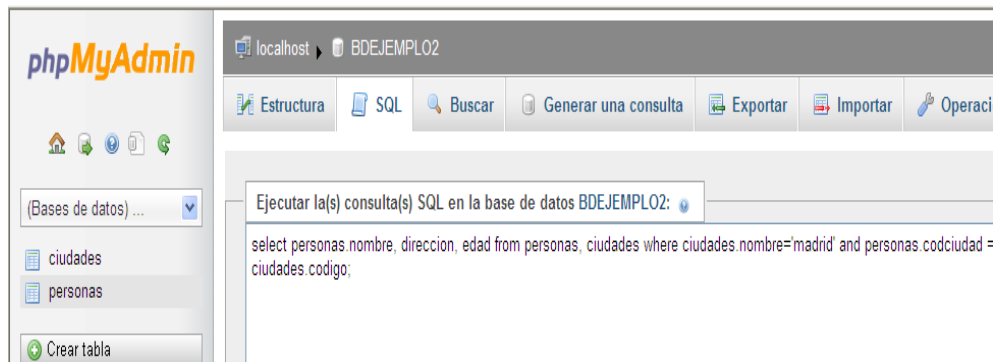 phpMyAdmin
localhost BDEJEMPLO2
Estructura SQL Buscar Generar una consulta Exportar Importar Operaci
(Bases de datos) ...
ciudades
personas
Crear tabla
Ejecutar la(s) consulta(s) SQL en la base de datos BDEJEMPLO2:
select personas.nombre, direccion, edad from personas, ciudades where ciudades.nombre='madrid' and personas.codciudad =
ciudades.codigo;